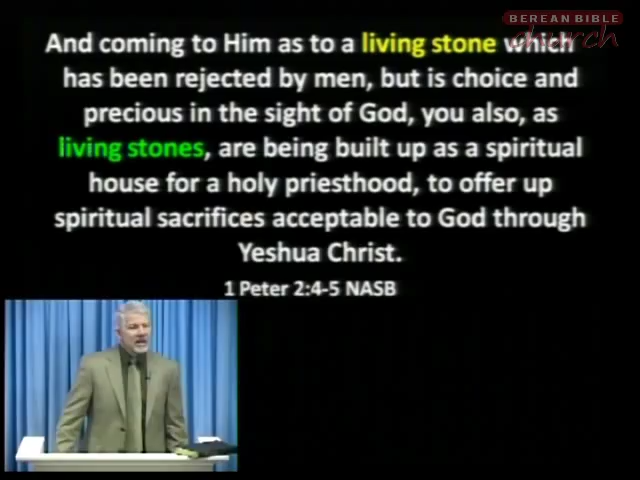 BEREAN BIBLE
church
And coming to Him as to a living stone which
has been rejected by men, but is choice and
precious in the sight of God, you also, as
living stones, are being built up as a spiritual
house for a holy priesthood, to offer up
spiritual sacrifices acceptable to God through
Yeshua Christ.
1 Peter 2:4-5 NASB